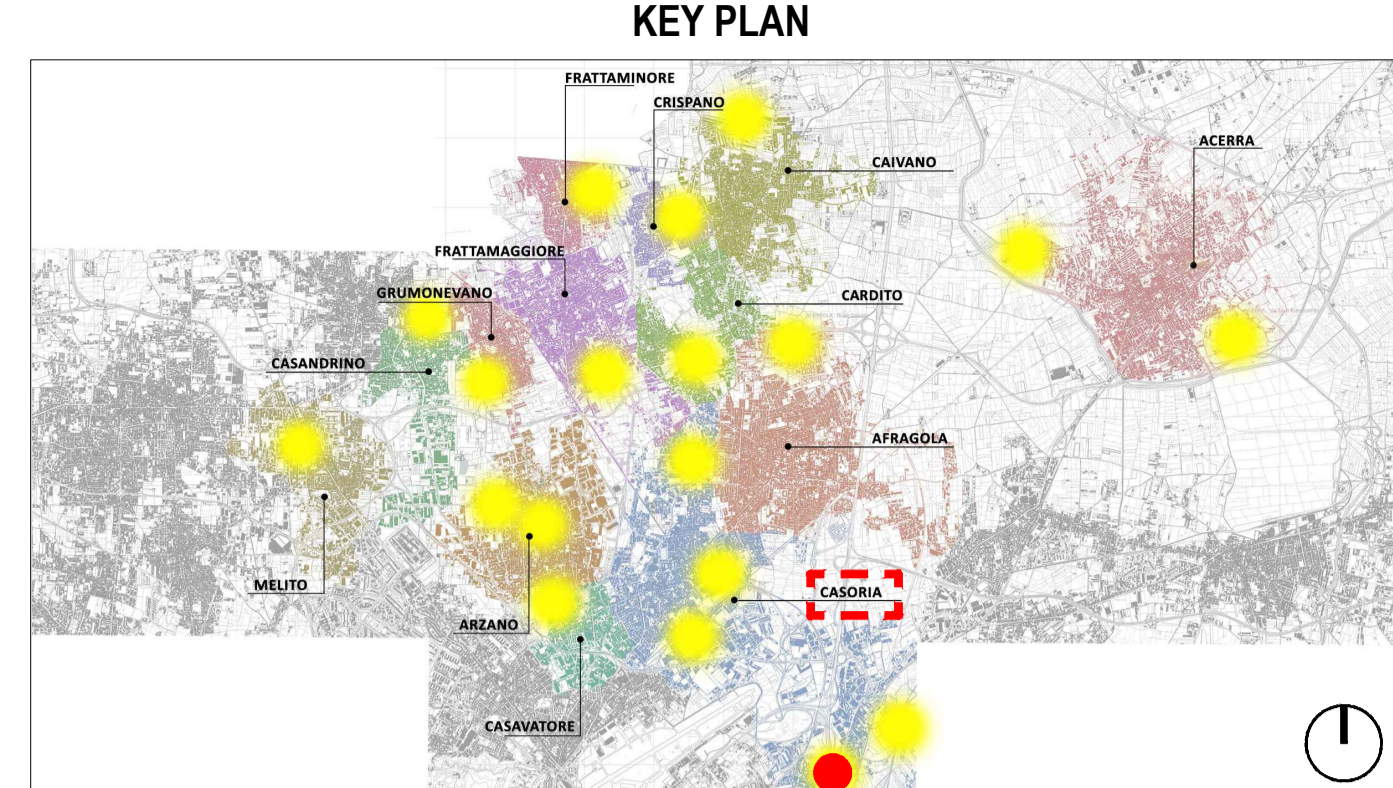 KEY PLAN
FRATTAMINORE
CRISPANO
ACERRA
CAIVANO
FRATTAMAGGIORE
GRUMONEVANO
CARDITO
CASANDRINO
AFRAGOLA
MELITO
CASORIA
ARZANO
CASAVATORE